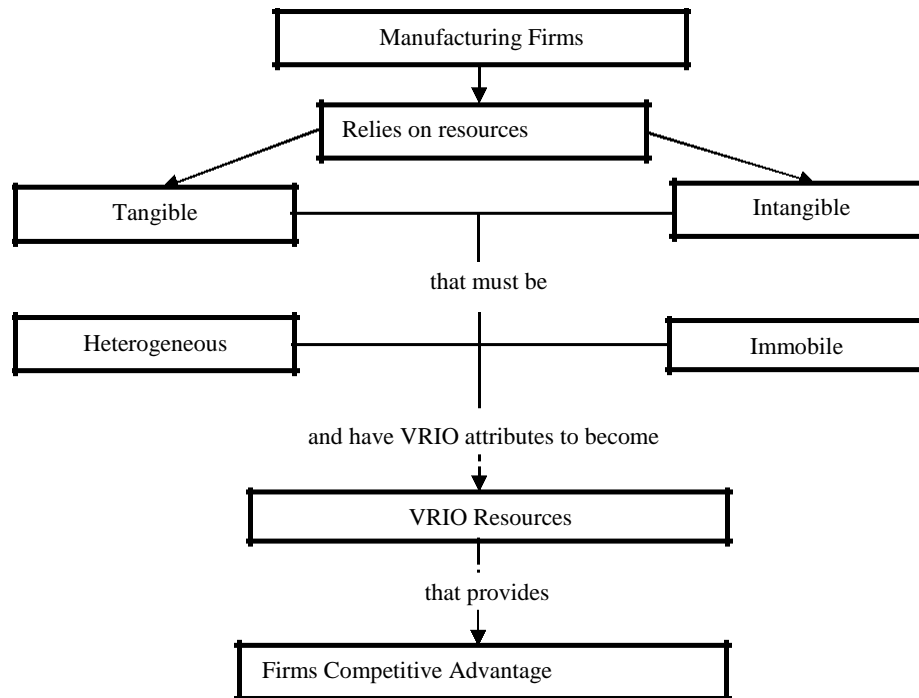 Manufacturing Firms
Relies on resources
Tangible
Intangible
that must be
Heterogeneous
Immobile
and have VRIO attributes to become
VRIO Resources
that provides
Firms Competitive Advantage